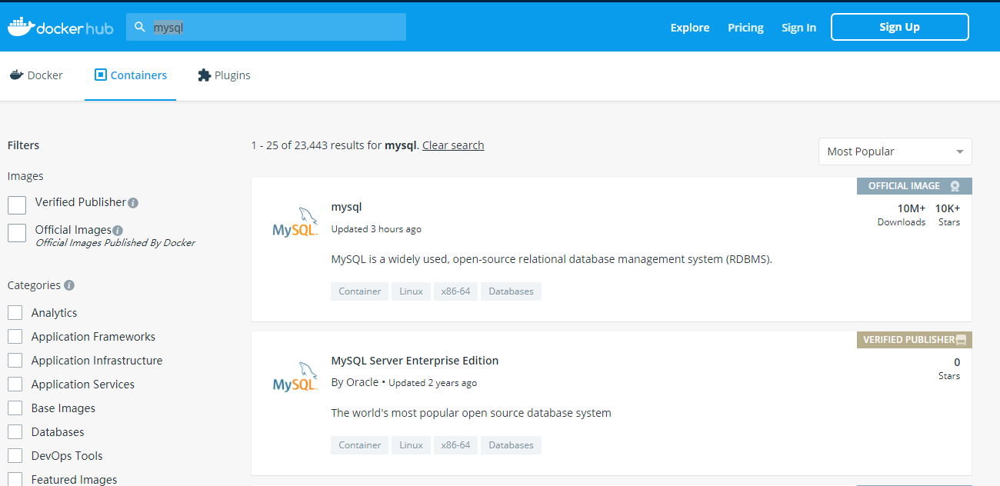 docker hub
mysql
Explore
Pricing
Sign In
Sign Up
Docker
Containers
Plugins
Filters
Images
Verified Publisher
Official Images
Official Images Published By Docker
Categories
Analytics
Application Frameworks
Application Infrastructure
Application Services
Base Images
Databases
DevOps Tools
Featured Images
1 - 25 of 23,443 results for mysql. Clear search
Most Popular
OFFICIAL IMAGE
MySQL
mysql
Updated 3 hours ago
10M+ Downloads
10K+ Stars
MySQL is a widely used, open-source relational database management system (RDBMS).
Container Linux x86-64 Databases
VERIFIED PUBLISHER
MySQL
MySQL Server Enterprise Edition
By Oracle • Updated 2 years ago
0
Stars
The world's most popular open source database system
Container Linux x86-64 Databases